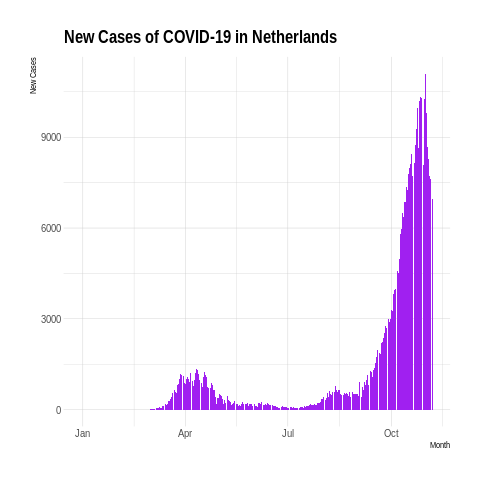 New Cases of COVID-19 in Netherlands
New Cases
9000
6000
3000
0
Jan Apr Jul Oct
Month